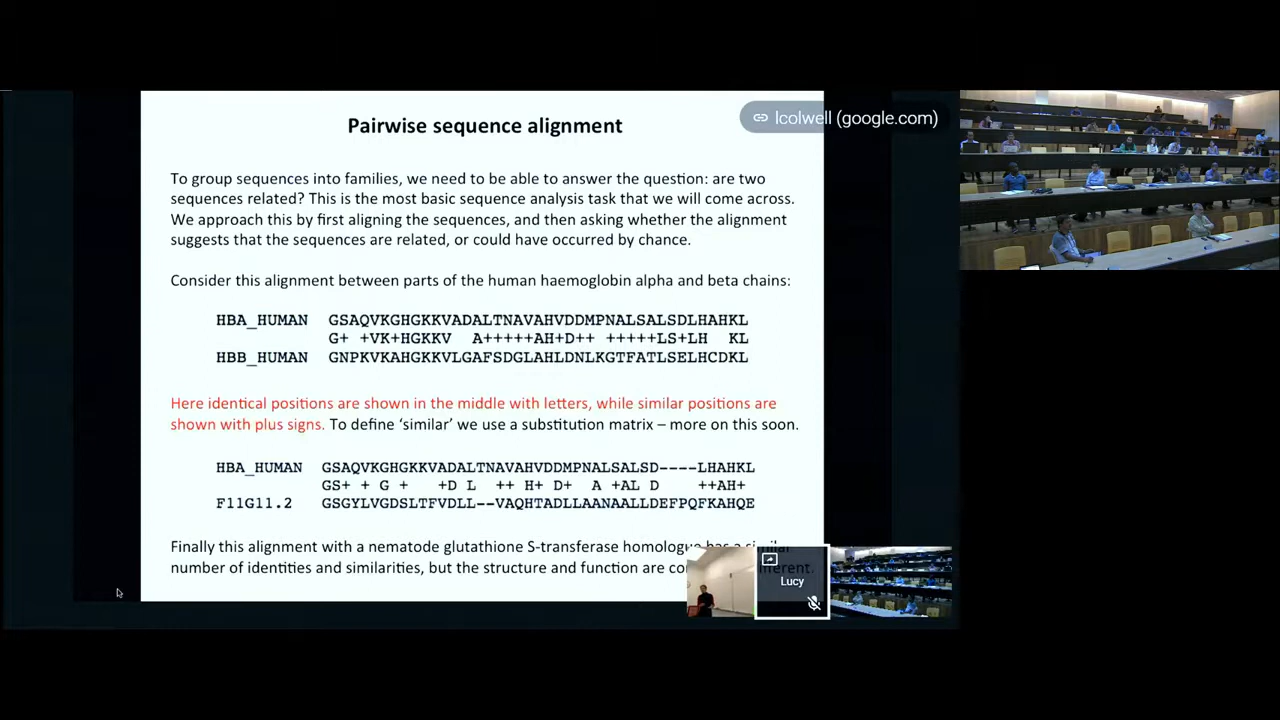 Pairwise sequence alignment
lcolwell (google.com)
To group sequences into families, we need to be able to answer the question: are two
sequences related? This is the most basic sequence analysis task that we will come across.
We approach this by first aligning the sequences, and then asking whether the alignment
suggests that the sequences are related, or could have occurred by chance.
Consider this alignment between parts of the human haemoglobin alpha and beta chains:
HBA_HUMAN GSAQVKGHGKKVADALTNAVAHVDDMPNALSALSDLHAHKL
G+ +VK+HGKKV A+++++AH+D++ +++++LS+LH KL
HBB_HUMAN GNPKVKAHGKKVLGAFSDGLAHLDNLKGTFATLSELHCDKL
Here identical positions are shown in the middle with letters, while similar positions are
shown with plus signs. To define ‘similar’ we use a substitution matrix – more on this soon.
HBA_HUMAN GSAQVKGHGKKVADALTNAVAHVDDMPNALSALSD----LHAHKL
GS+ + G + +D L ++ H+ D+ A +AL D ++AH+
F11G11.2 GSGYLVGDSLTFVDLL--VAQHTADLLAANAALLDEFPQFKAHQE
Finally this alignment with a nematode glutathione S-transferase homologue has a similar
number of identities and similarities, but the structure and function are
Lucy